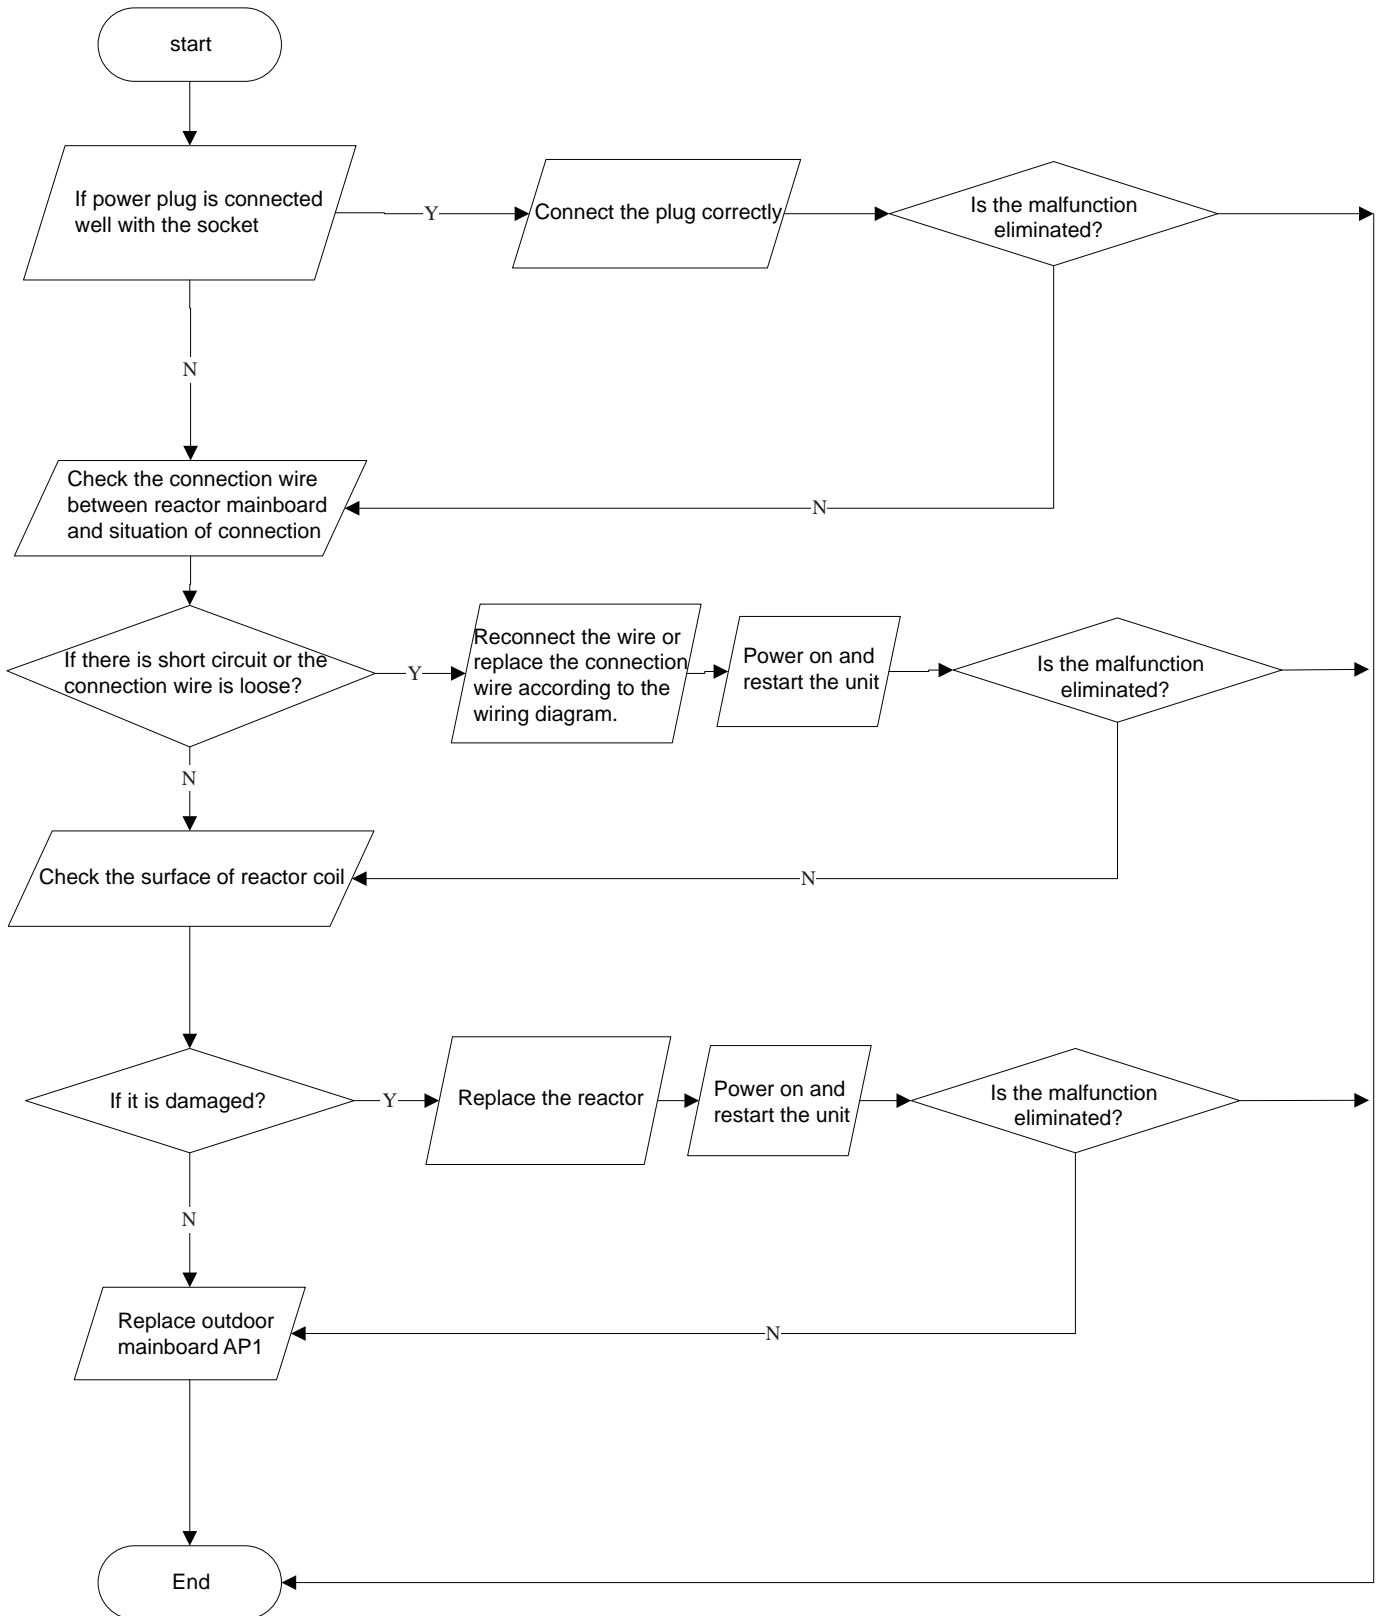 start
If power plug is connected
well with the socket
Y
Connect the plug correctly
Is the malfunction
eliminated?
N
Check the connection wire
between reactor mainboard
and situation of connection
N
If there is short circuit or the
connection wire is loose?
Y
Reconnect the wire or
replace the connection
wire according to the
wiring diagram.
Power on and
restart the unit
Is the malfunction
eliminated?
N
Check the surface of reactor coil
N
If it is damaged?
Y
Replace the reactor
Power on and
restart the unit
Is the malfunction
eliminated?
N
Replace outdoor
mainboard AP1
N
End